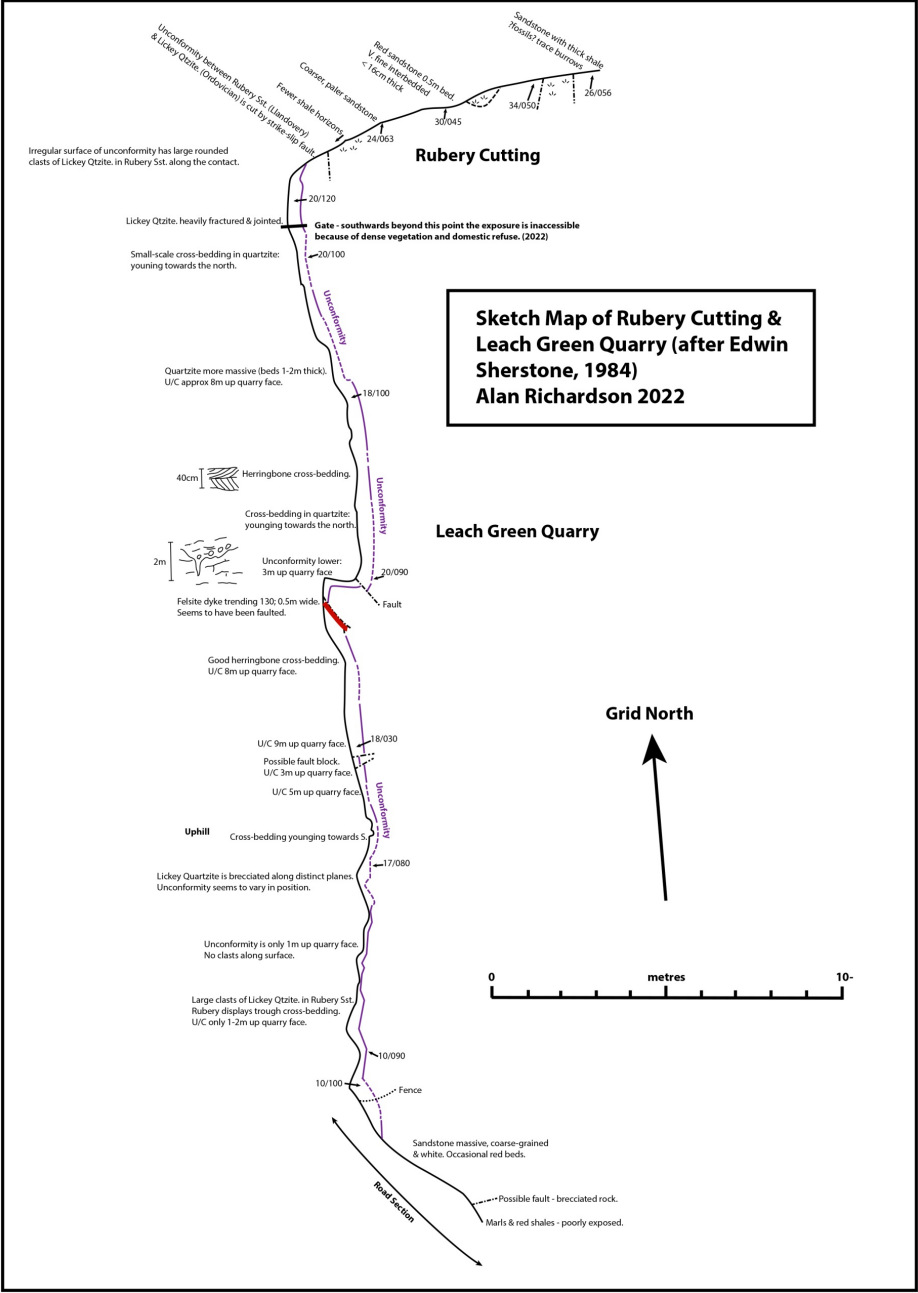 Sandstone with thick shale
?fossils? trace burrows
Red sandstone 0.5m bed.
V. fine interbedded
< 16cm thick
Coarser, paler sandstone
Fewer shale horizons
Unconformity between Rubery Sst. (Llandovery)
& Lickey Qtzite. (Ordovician) is cut by strike-slip fault.
26/056
34/050
30/045
24/063
Rubery Cutting
Irregular surface of unconformity has large rounded
clasts of Lickey Qtzite. in Rubery Sst. along the contact.
20/120
Lickey Qtzite. heavily fractured & jointed.
Gate - southwards beyond this point the exposure is inaccessible
because of dense vegetation and domestic refuse. (2022)
Small-scale cross-bedding in quartzite:
youning towards the north.
20/100
Unconformity
Sketch Map of Rubery Cutting &
Leach Green Quarry (after Edwin
Sherstone, 1984)
Alan Richardson 2022
Quartzite more massive (beds 1-2m thick).
U/C approx 8m up quarry face.
18/100
40cm
Herringbone cross-bedding.
Unconformity
Cross-bedding in quartzite:
younging towards the north.
Leach Green Quarry
2m
Unconformity lower:
3m up quarry face
20/090
Felsite dyke trending 130; 0.5m wide.
Seems to have been faulted.
Fault
Good herringbone cross-bedding.
U/C 8m up quarry face.
Grid North
18/030
U/C 9m up quarry face.
Possible fault block.
U/C 3m up quarry face.
U/C 5m up quarry face.
Unconformity
Uphill
Cross-bedding younging towards S.
17/080
Lickey Quartzite is brecciated along distinct planes.
Unconformity seems to vary in position.
Unconformity is only 1m up quarry face.
No clasts along surface.
0
metres
10-
Large clasts of Lickey Qtzite. in Rubery Sst.
Rubery displays trough cross-bedding.
U/C only 1-2m up quarry face.
10/090
10/100
Fence
Sandstone massive, coarse-grained
& white. Occasional red beds.
Road Section
Possible fault - brecciated rock.
Marls & red shales - poorly exposed.